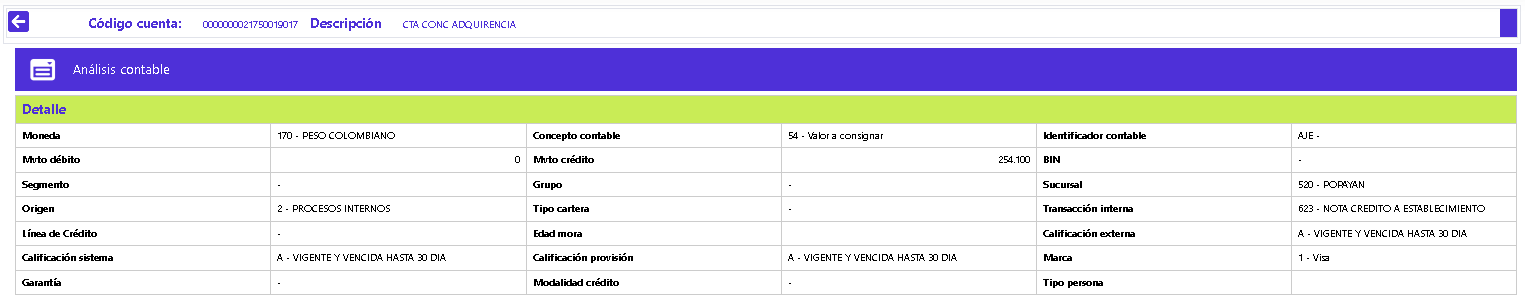 Código cuenta: 0000000021750019017 Descripción CTA CONC ADQUIRENCIA
Análisis contable
Detalle
Moneda 170 - PESO COLOMBIANO Concepto contable 54 - Valor a consignar Identificador contable AJE -
Mvto débito 0 Mvto crédito 254.100 BIN -
Segmento - Grupo - Sucursal 520 - POPAYAN
Origen 2 - PROCESOS INTERNOS Tipo cartera - Transacción interna 623 - NOTA CREDITO A ESTABLECIMIENTO
Línea de Crédito - Edad mora Calificación externa A - VIGENTE Y VENCIDA HASTA 30 DIA
Calificación sistema A - VIGENTE Y VENCIDA HASTA 30 DIA Calificación provisión A - VIGENTE Y VENCIDA HASTA 30 DIA Marca 1 - Visa
Garantía - Modalidad crédito - Tipo persona